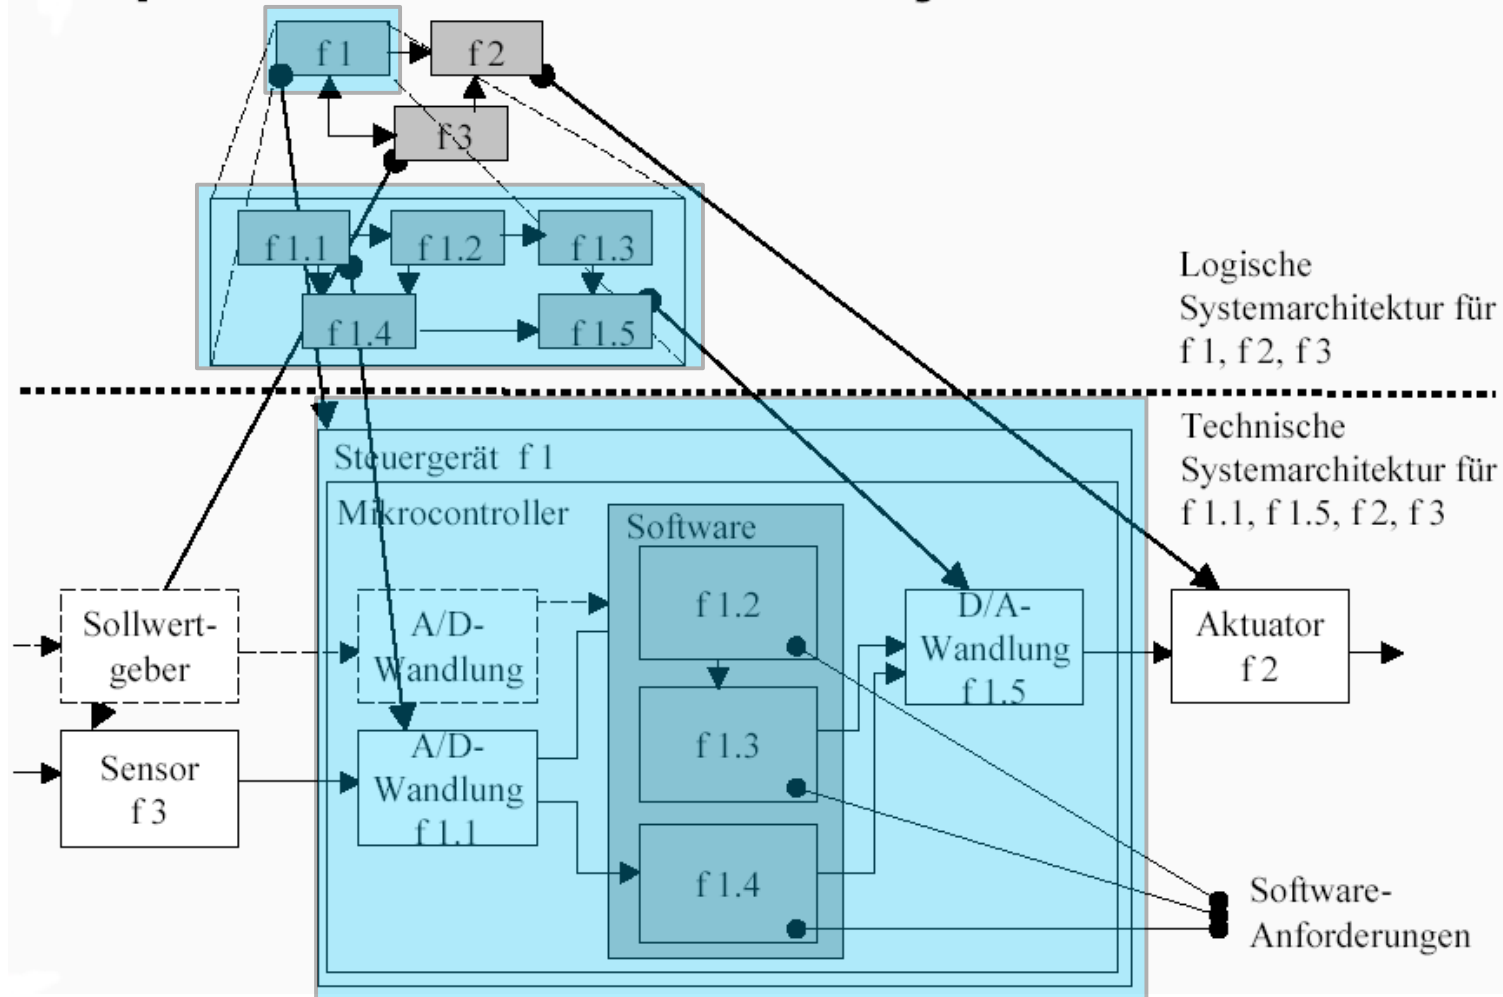 f 1
f 2
f 3
f 1.1
f 1.2
f 1.3
f 1.4
f 1.5
Logische
Systemarchitektur für
f 1, f 2, f 3
Technische
Systemarchitektur für
f 1.1, f 1.5, f 2, f 3
Steuergerät f 1
Mikrocontroller
Software
Sollwert-
geber
A/D-
Wandlung
f 1.2
D/A-
Wandlung
f 1.5
Aktuator
f 2
Sensor
f 3
A/D-
Wandlung
f 1.1
f 1.3
f 1.4
Software-
Anforderungen